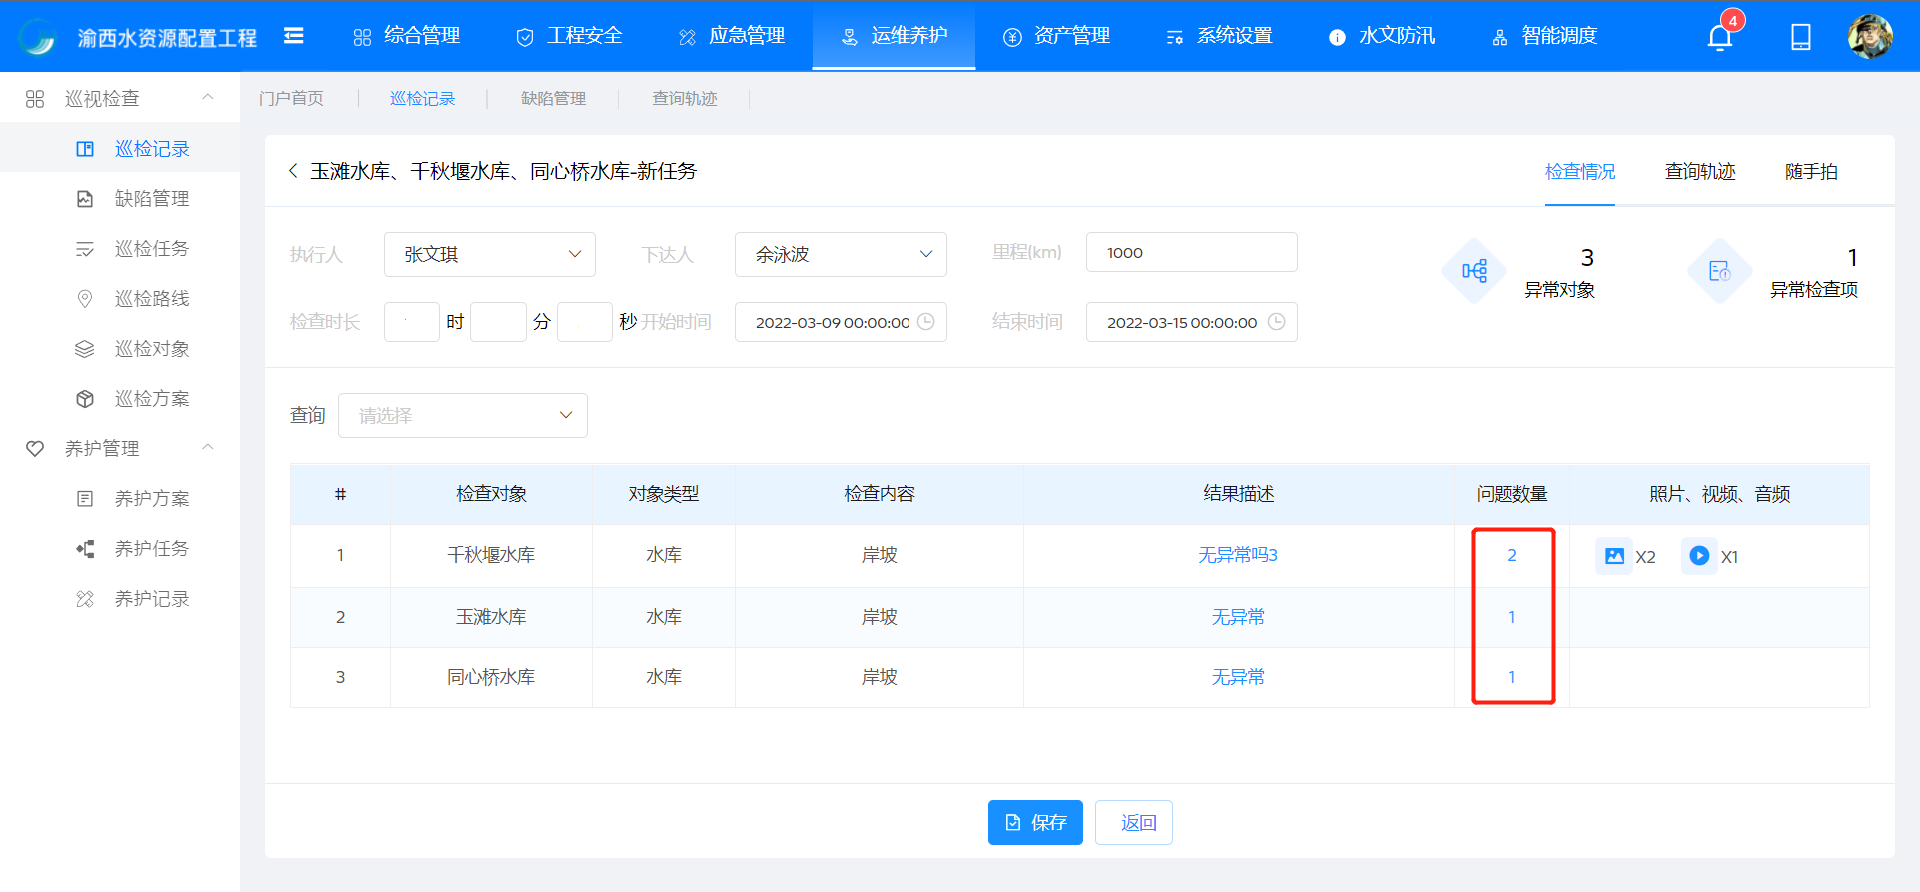 渝西水资源配置工程
综合管理 工程安全 应急管理 运维养护 资产管理 系统设置 水文防汛 智能调度 4
巡视检查
巡检记录
缺陷管理
巡检任务
巡检路线
巡检对象
巡检方案
养护管理
养护方案
养护任务
养护记录
门户首页 巡检记录 缺陷管理 查询轨迹
玉滩水库、千秋堰水库、同心桥水库-新任务
检查情况 查询轨迹 随手拍
执行人 张文琪 下达人 余泳波 里程(km) 1000
检查时长 时 分 秒 开始时间 2022-03-09 00:00:00 结束时间 2022-03-15 00:00:00
3
异常对象
1
异常检查项
查询 请选择
# 检查对象 对象类型 检查内容 结果描述 问题数量 照片、视频、音频
1 千秋堰水库 水库 岸坡 无异常吗3 2 X2 X1
2 玉滩水库 水库 岸坡 无异常 1
3 同心桥水库 水库 岸坡 无异常 1
保存 返回